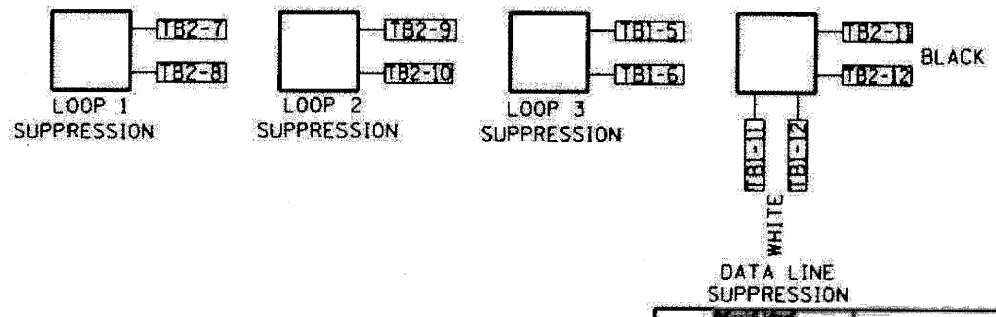 TB2-7
TB2-8
LOOP 1
SUPPRESSION
TB2-9
TB2-10
LOOP 2
SUPPRESSION
TB1-5
TB1-6
LOOP 3
SUPPRESSION
TB2-11
TB2-12
BLACK
TB1-11
TB1-12
WHITE
DATA LINE
SUPPRESSION